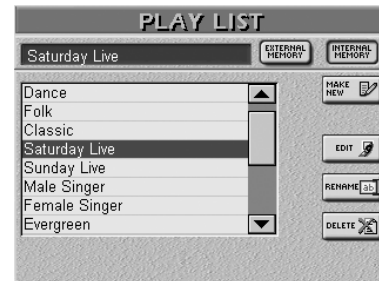 PLAY LIST
Saturday Live
EXTERNAL MEMORY
INTERNAL MEMORY
Dance
Folk
Classic
Saturday Live
Sunday Live
Male Singer
Female Singer
Evergreen
MAKE NEW
EDIT
RENAME ab
DELETE